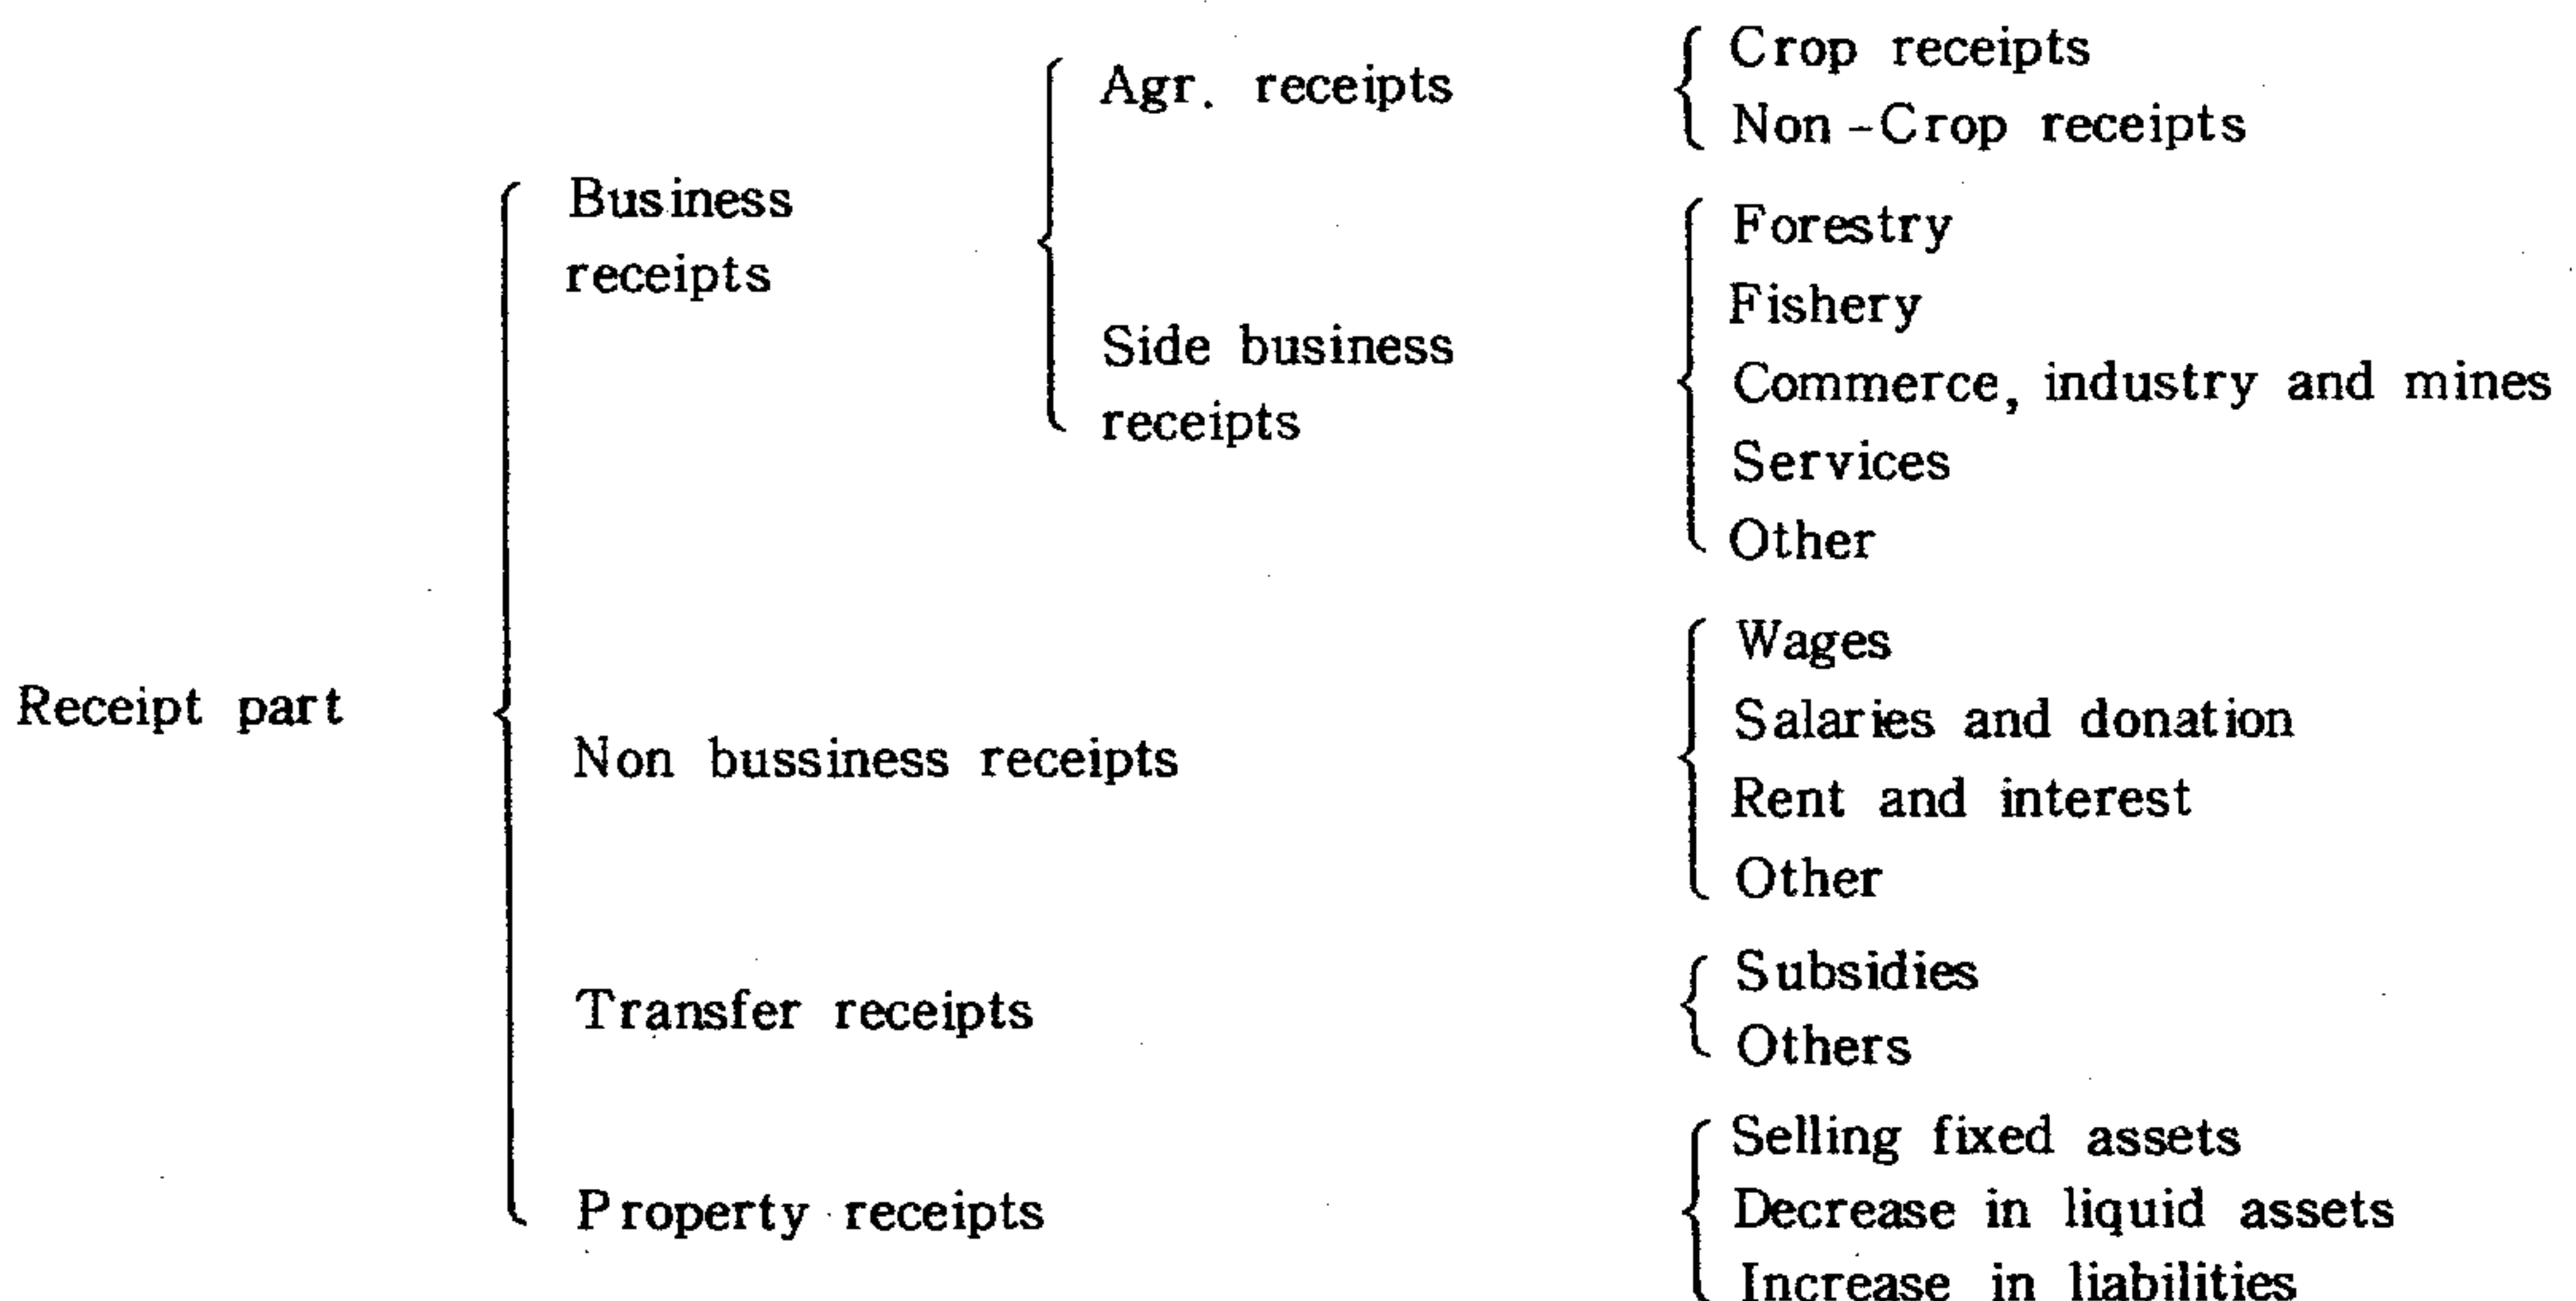 Receipt part
Business
receipts
Agr. receipts
Crop receipts
Non-Crop receipts
Side business
receipts
Forestry
Fishery
Commerce, industry and mines
Services
Other
Non bussiness receipts
Wages
Salaries and donation
Rent and interest
Other
Transfer receipts
Subsidies
Others
Property receipts
Selling fixed assets
Decrease in liquid assets
Increase in liabilities